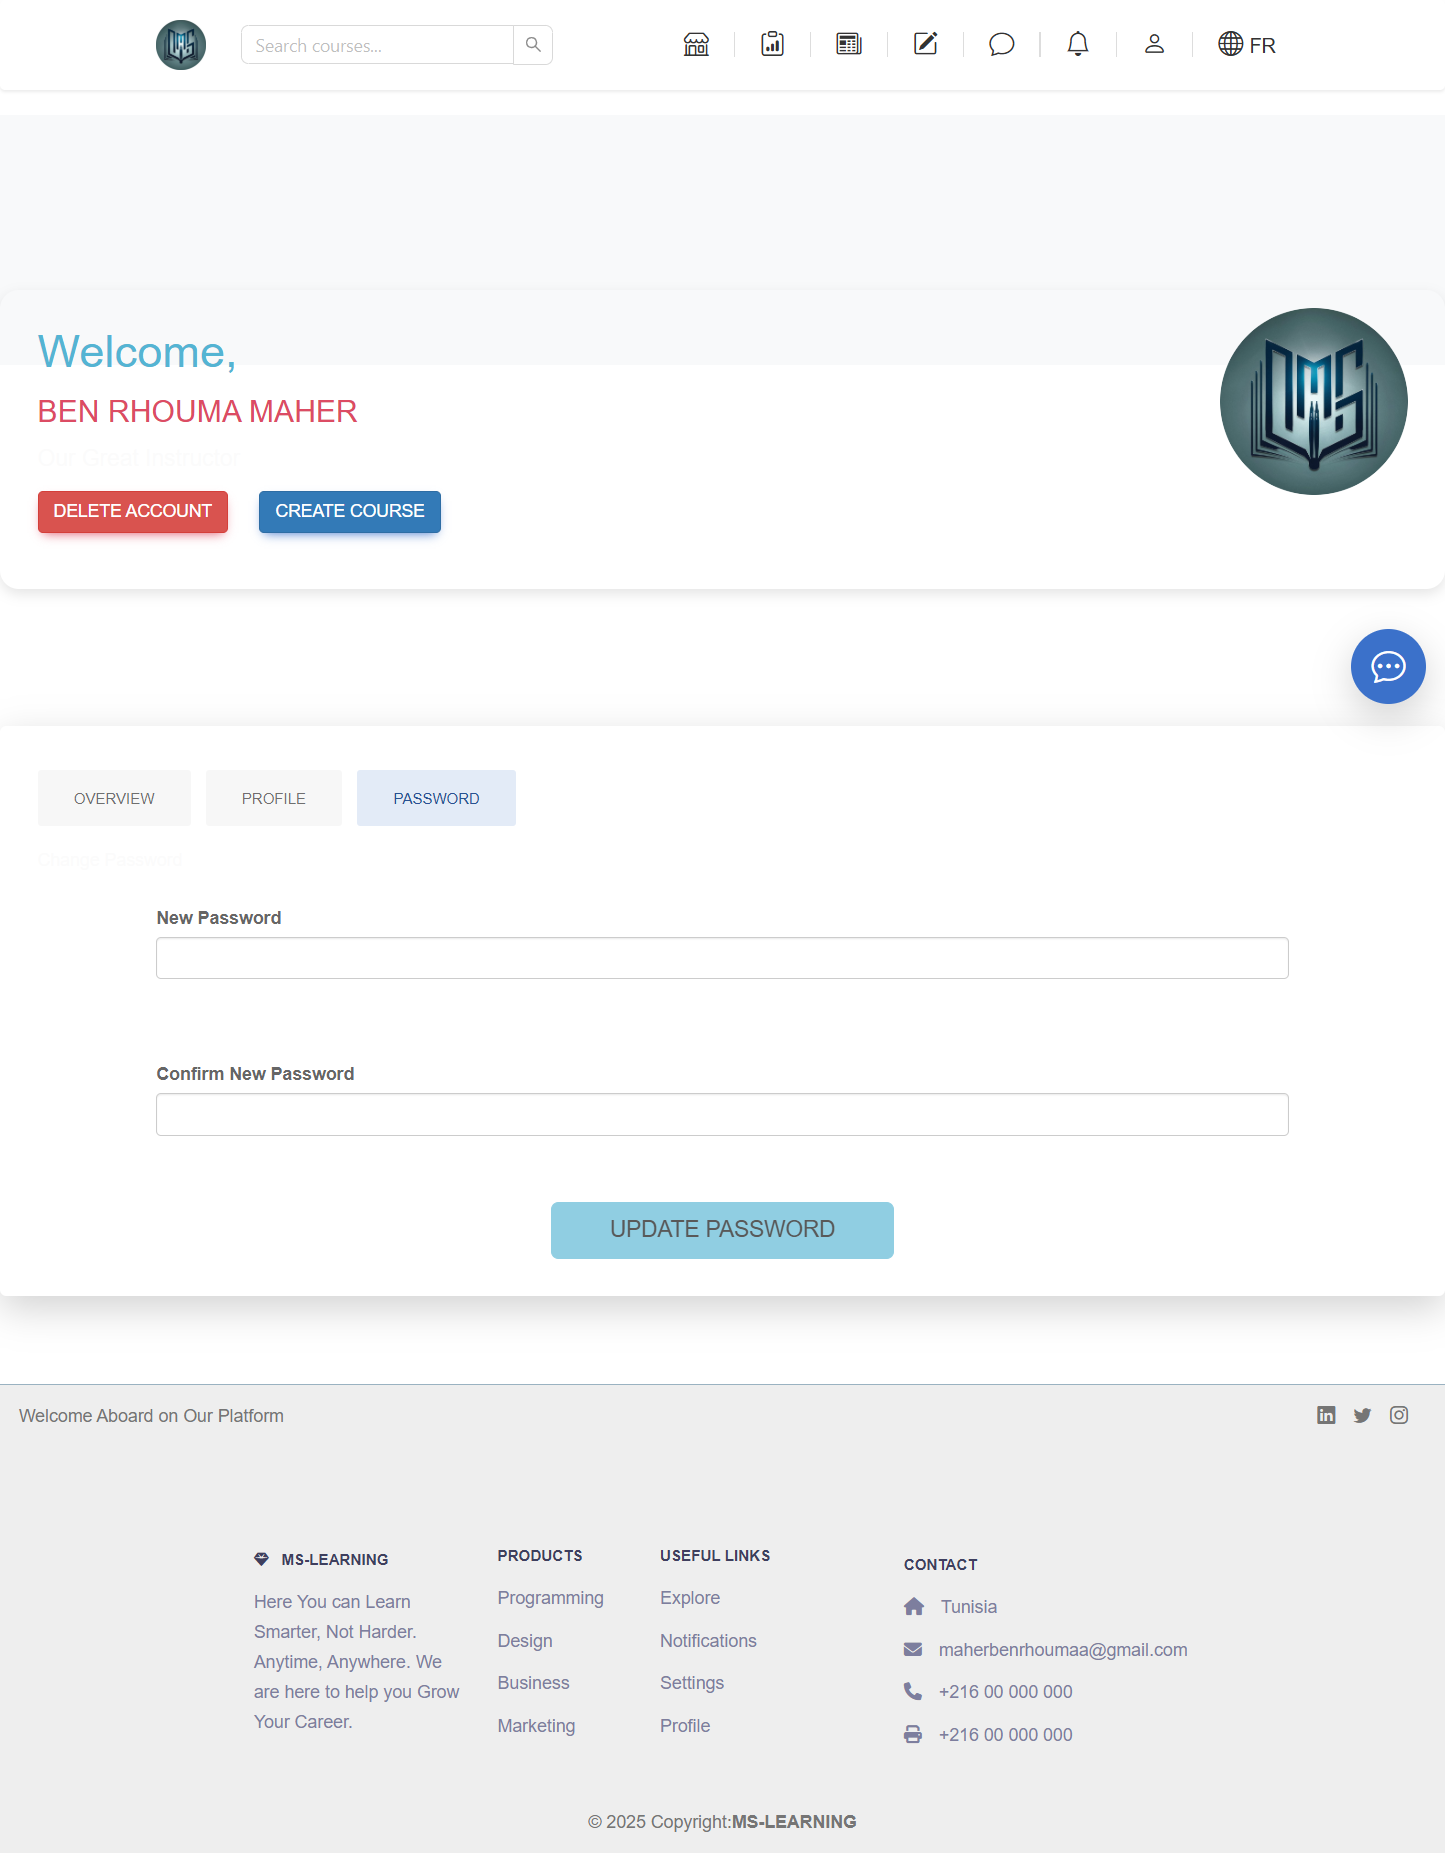 Search courses...
FR
Welcome,
BEN RHOUMA MAHER
Our Great Instructor
DELETE ACCOUNT
CREATE COURSE
OVERVIEW
PROFILE
PASSWORD
Change Password
New Password
Confirm New Password
UPDATE PASSWORD
Welcome Aboard on Our Platform
MS-LEARNING
Here You can Learn
Smarter, Not Harder.
Anytime, Anywhere. We
are here to help you Grow
Your Career.
PRODUCTS
Programming
Design
Business
Marketing
USEFUL LINKS
Explore
Notifications
Settings
Profile
CONTACT
Tunisia
maherbenrhoumaa@gmail.com
+216 00 000 000
+216 00 000 000
© 2025 Copyright:MS-LEARNING